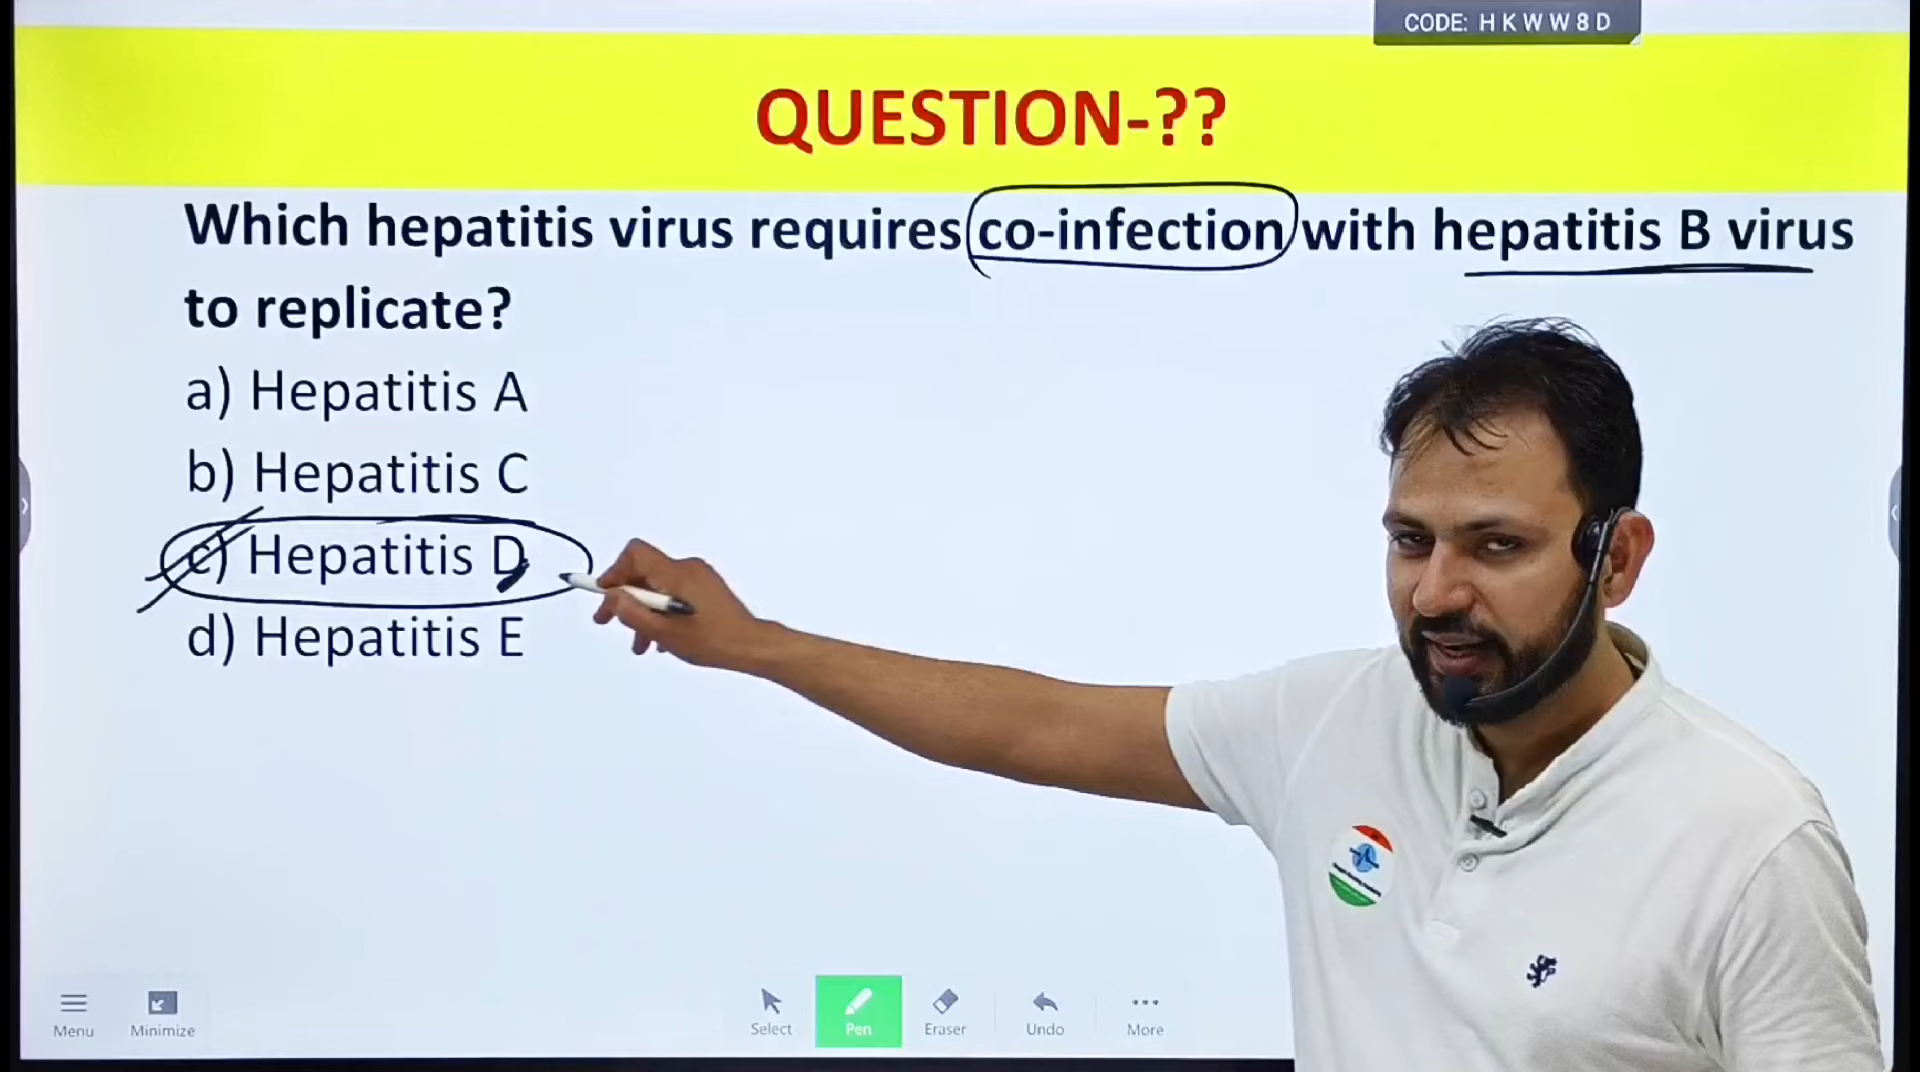 CODE: H K W W 8 D
QUESTION-??
Which hepatitis virus requires co-infection with hepatitis B virus
to replicate?
a) Hepatitis A
b) Hepatitis C
c) Hepatitis D
d) Hepatitis E
Menu
Minimize
Select
Pen
Eraser
Undo
More